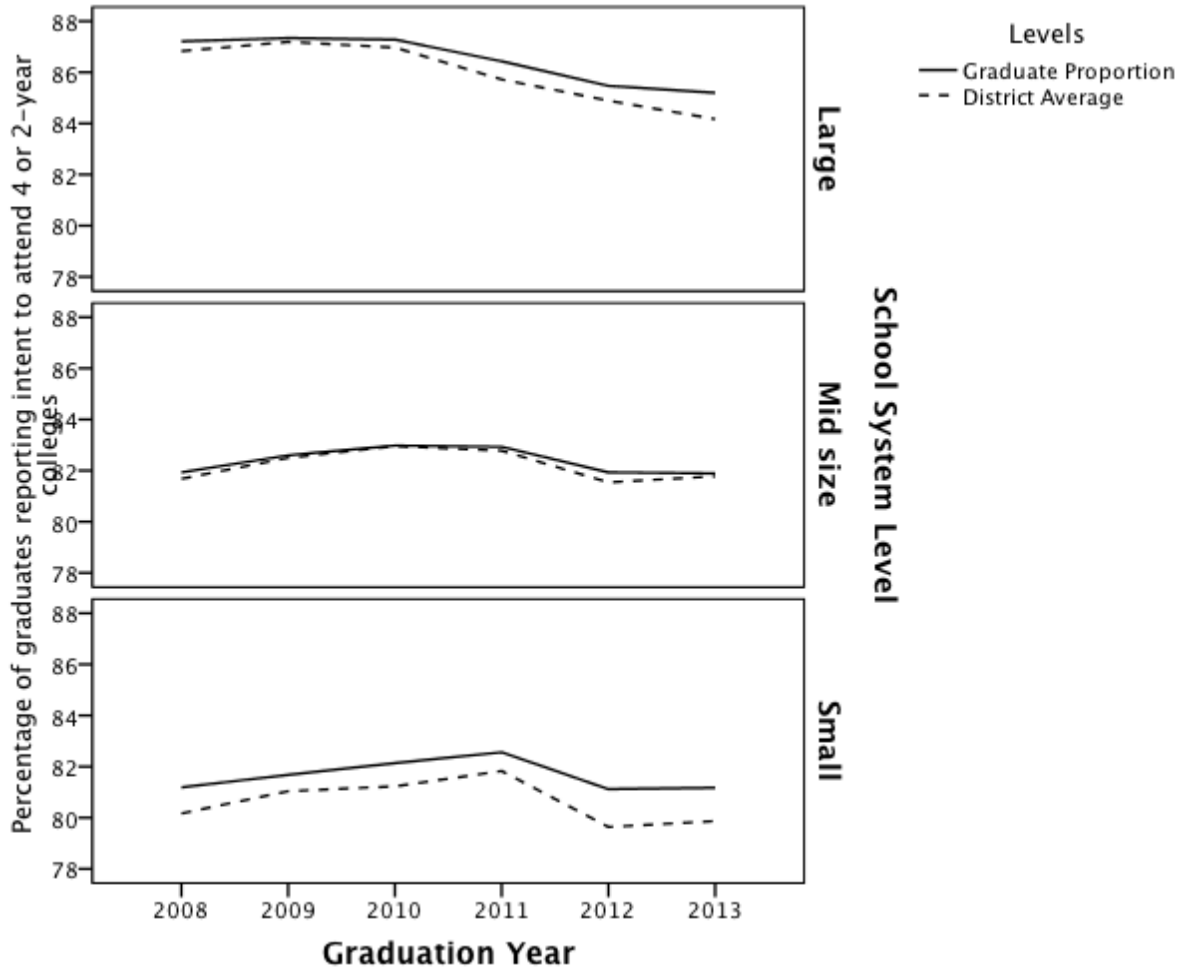 Percentage of graduates reporting intent to attend 4 or 2-year
colleges
88
86
84
82
80
78
Large
88
86
84
82
80
78
Mid size
88
86
84
82
80
78
Small
School System Level
2008 2009 2010 2011 2012 2013
Graduation Year
Levels
Graduate Proportion
District Average